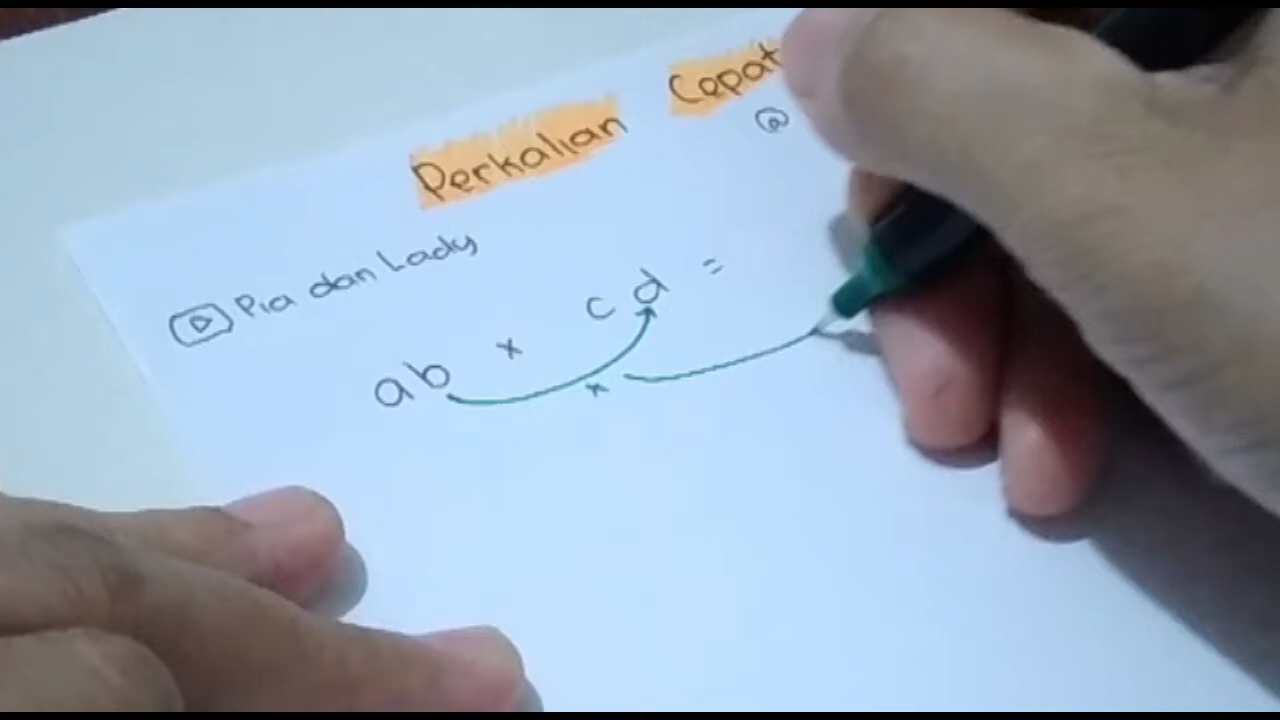 Perkalian Cepat
@
Pia dan Lady
ab x cd =
x